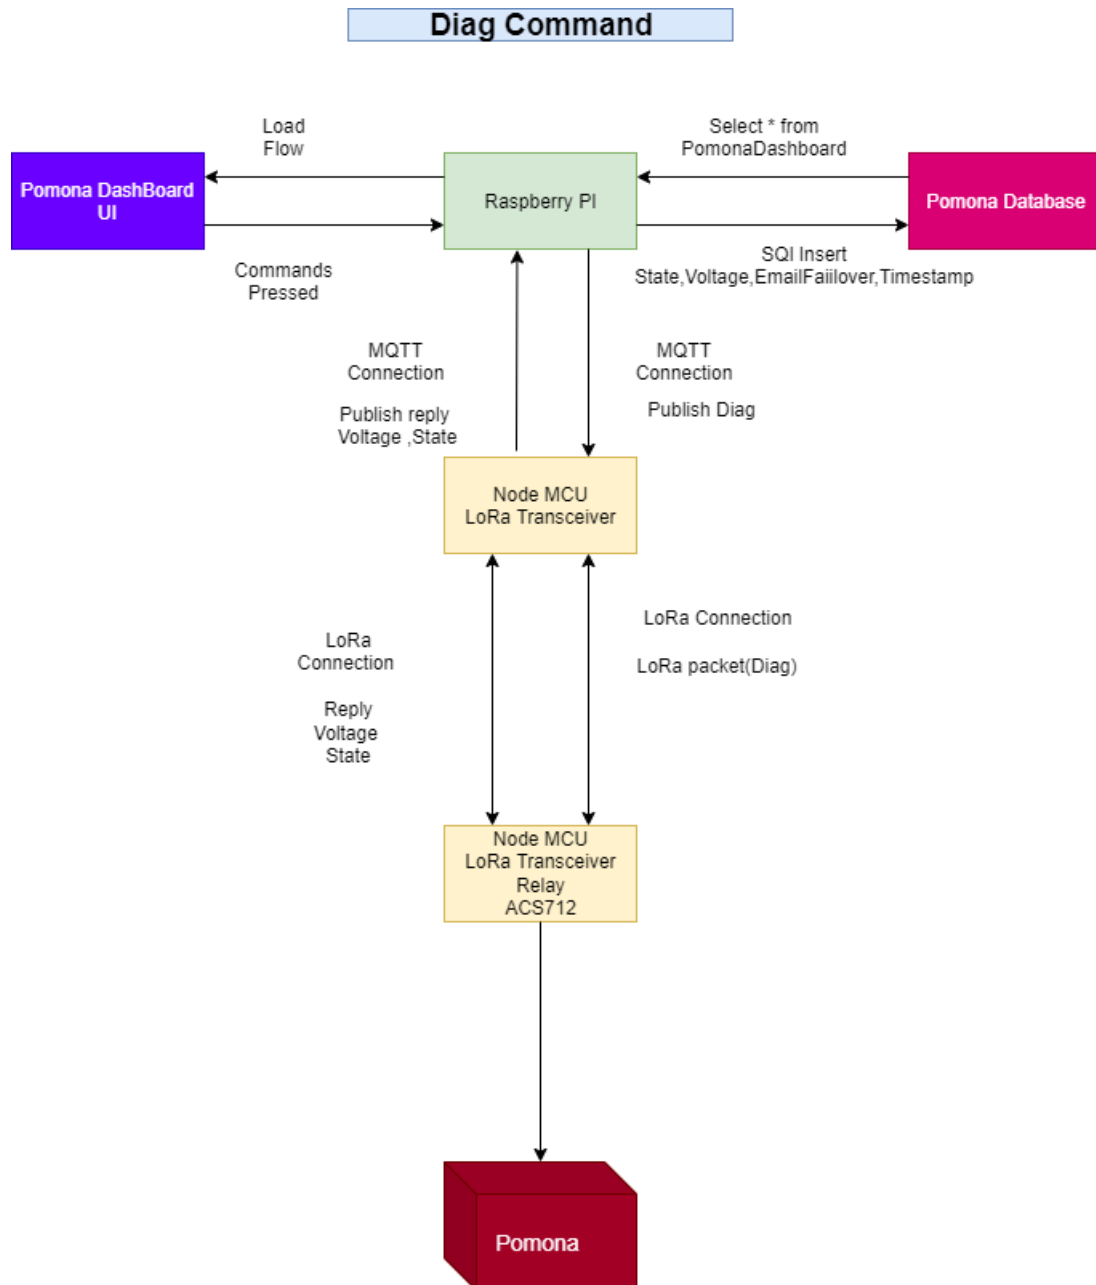 Diag Command
Load
Flow
Select * from
PomonaDashboard
Pomona DashBoard
UI
Raspberry PI
Pomona Database
Commands
Pressed
SQl Insert
State,Voltage,EmailFaiilover,Timestamp
MQTT
Connection
Publish reply
Voltage ,State
MQTT
Connection
Publish Diag
Node MCU
LoRa Transceiver
LoRa
Connection
Reply
Voltage
State
LoRa Connection
LoRa packet(Diag)
Node MCU
LoRa Transceiver
Relay
ACS712
Pomona